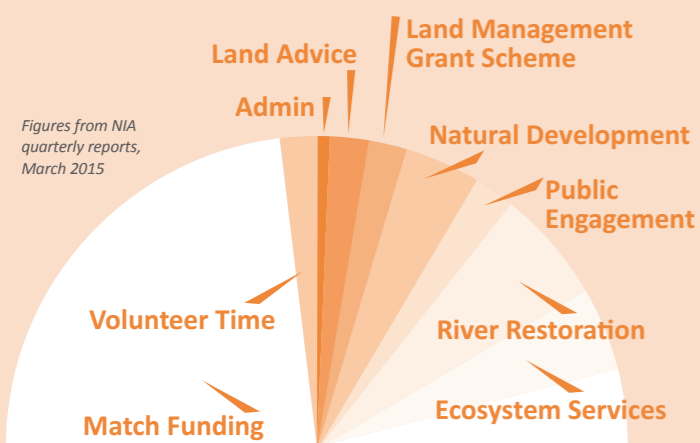 Land Management
Grant Scheme
Land Advice
Admin
Figures from NIA
quarterly reports,
March 2015
Natural Development
Public
Engagement
Volunteer Time
River Restoration
Ecosystem Services
Match Funding